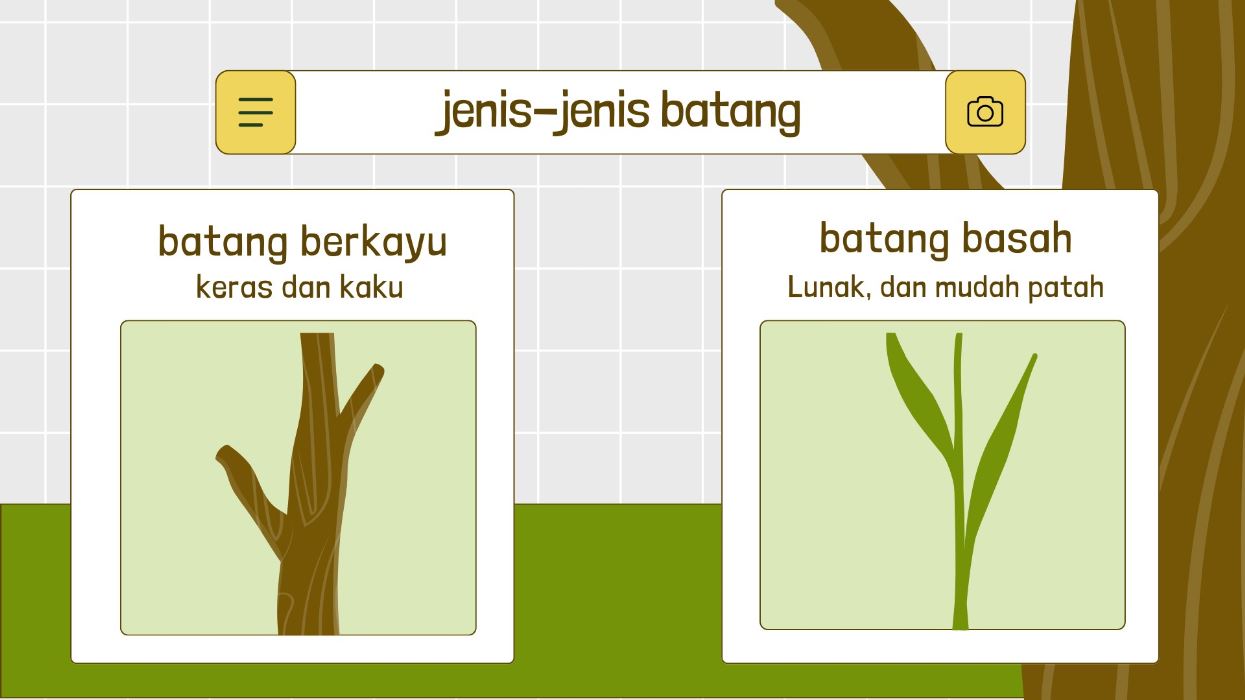 jenis-jenis batang
batang berkayu
keras dan kaku
batang basah
Lunak, dan mudah patah